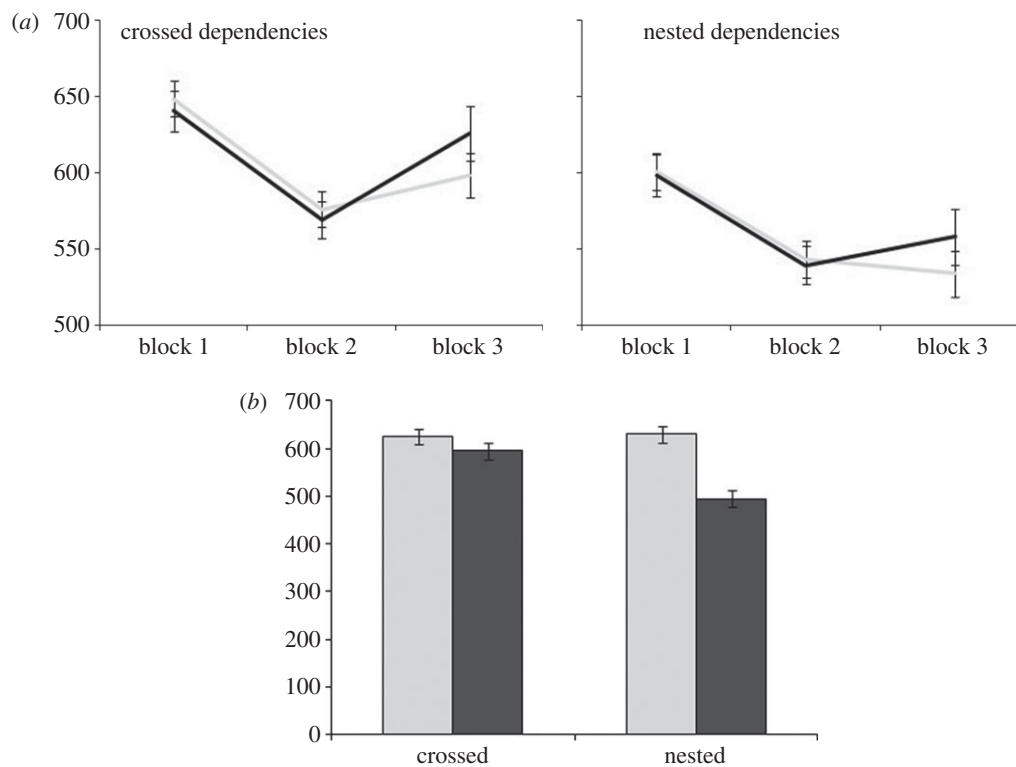 (a)
crossed dependencies
nested dependencies
700
650
600
550
500
block 1 block 2 block 3
block 1 block 2 block 3
(b)
700
600
500
400
300
200
100
0
crossed nested